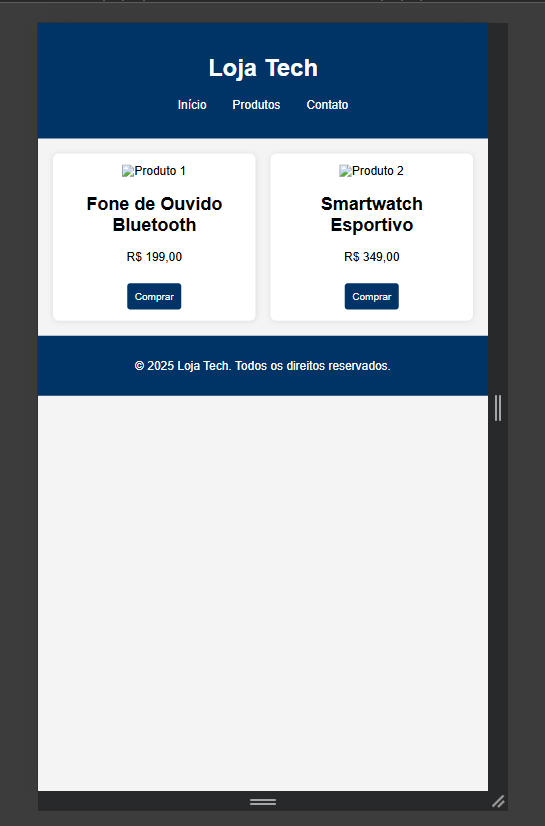 Loja Tech
Início Produtos Contato
Produto 1
Fone de Ouvido
Bluetooth
R$ 199,00
Comprar
Produto 2
Smartwatch
Esportivo
R$ 349,00
Comprar
© 2025 Loja Tech. Todos os direitos reservados.